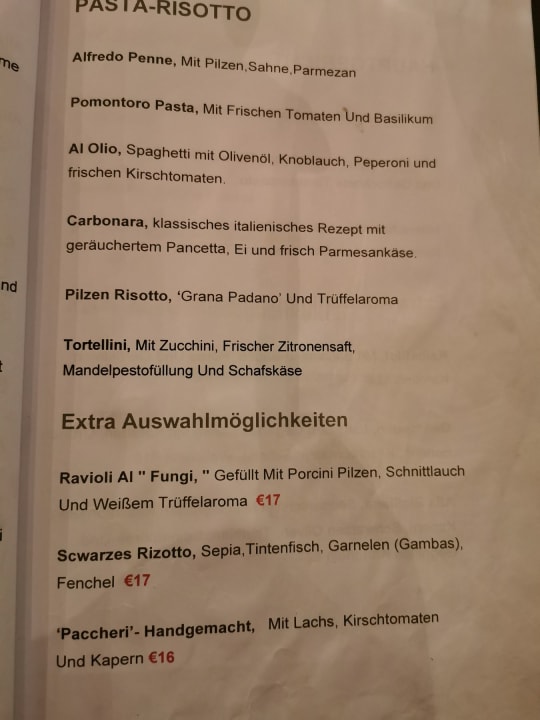 PASTA-RISOTTO
me
Alfredo Penne, Mit Pilzen,Sahne,Parmezan
Pomontoro Pasta, Mit Frischen Tomaten Und Basilikum
Al Olio, Spaghetti mit Olivenöl, Knoblauch, Peperoni und
frischen Kirschtomaten.
Carbonara, klassisches italienisches Rezept mit
geräuchertem Pancetta, Ei und frisch Parmesankäse.
nd
Pilzen Risotto, ‘Grana Padano’ Und Trüffelaroma
Tortellini, Mit Zucchini, Frischer Zitronensaft,
Mandelpestofüllung Und Schafskäse
Extra Auswahlmöglichkeiten
Ravioli Al " Fungi, " Gefüllt Mit Porcini Pilzen, Schnittlauch
Und Weißem Trüffelaroma €17
Scwarzes Rizotto, Sepia,Tintenfisch, Garnelen (Gambas),
Fenchel €17
‘Paccheri’- Handgemacht, Mit Lachs, Kirschtomaten
Und Kapern €16